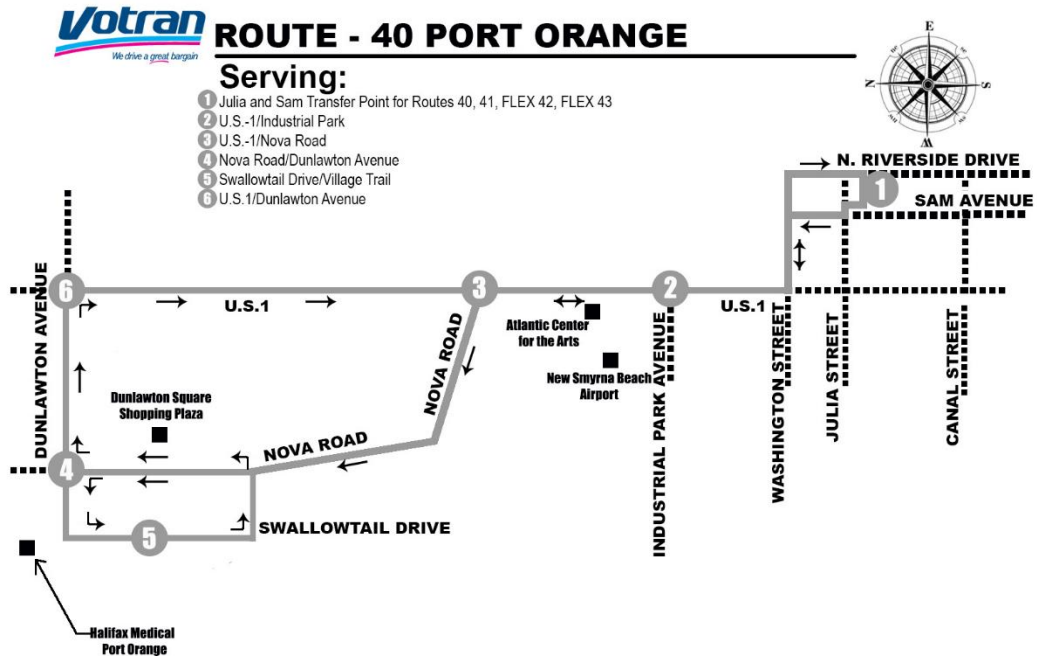 Votran
We drive a great bargain
ROUTE - 40 PORT ORANGE
Serving:
1 Julia and Sam Transfer Point for Routes 40, 41, FLEX 42, FLEX 43
2 U.S.-1/Industrial Park
3 U.S.-1/Nova Road
4 Nova Road/Dunlawton Avenue
5 Swallowtail Drive/Village Trail
6 U.S.1/Dunlawton Avenue
E
N
S
W
N. RIVERSIDE DRIVE
1
SAM AVENUE
DUNLAWTON AVENUE
6
U.S.1
3
2
U.S.1
Atlantic Center
for the Arts
New Smyrna Beach
Airport
NOVA ROAD
INDUSTRIAL PARK AVENUE
WASHINGTON STREET
JULIA STREET
CANAL STREET
Dunlawton Square
Shopping Plaza
NOVA ROAD
4
5
SWALLOWTAIL DRIVE
Halifax Medical
Port Orange